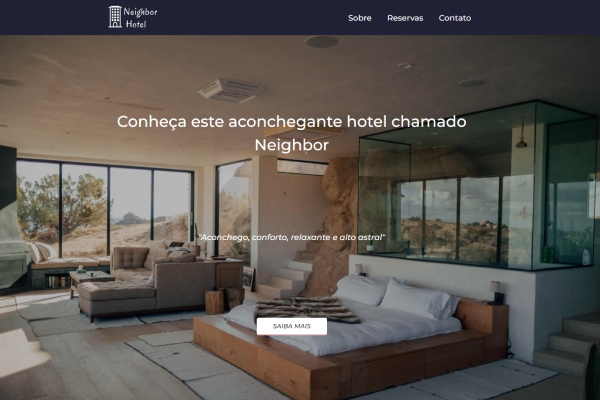 Neighbor
Hotel
Sobre
Reservas
Contato
Conheça este aconchegante hotel chamado
Neighbor
"Aconchego, conforto, relaxante e alto astral"
SAIBA MAIS